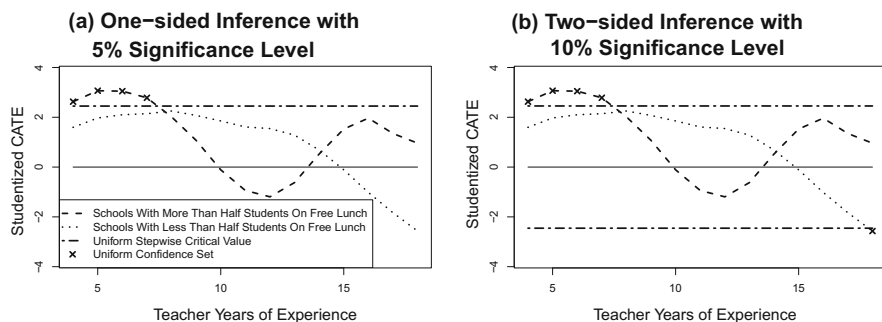 (a) One−sided Inference with
5% Significance Level
4
2
0
−2
−4
Studentized CATE
Schools With More Than Half Students On Free Lunch
Schools With Less Than Half Students On Free Lunch
Uniform Stepwise Critical Value
Uniform Confidence Set
5
10
15
Teacher Years of Experience
(b) Two−sided Inference with
10% Significance Level
4
2
0
−2
−4
Studentized CATE
5
10
15
Teacher Years of Experience